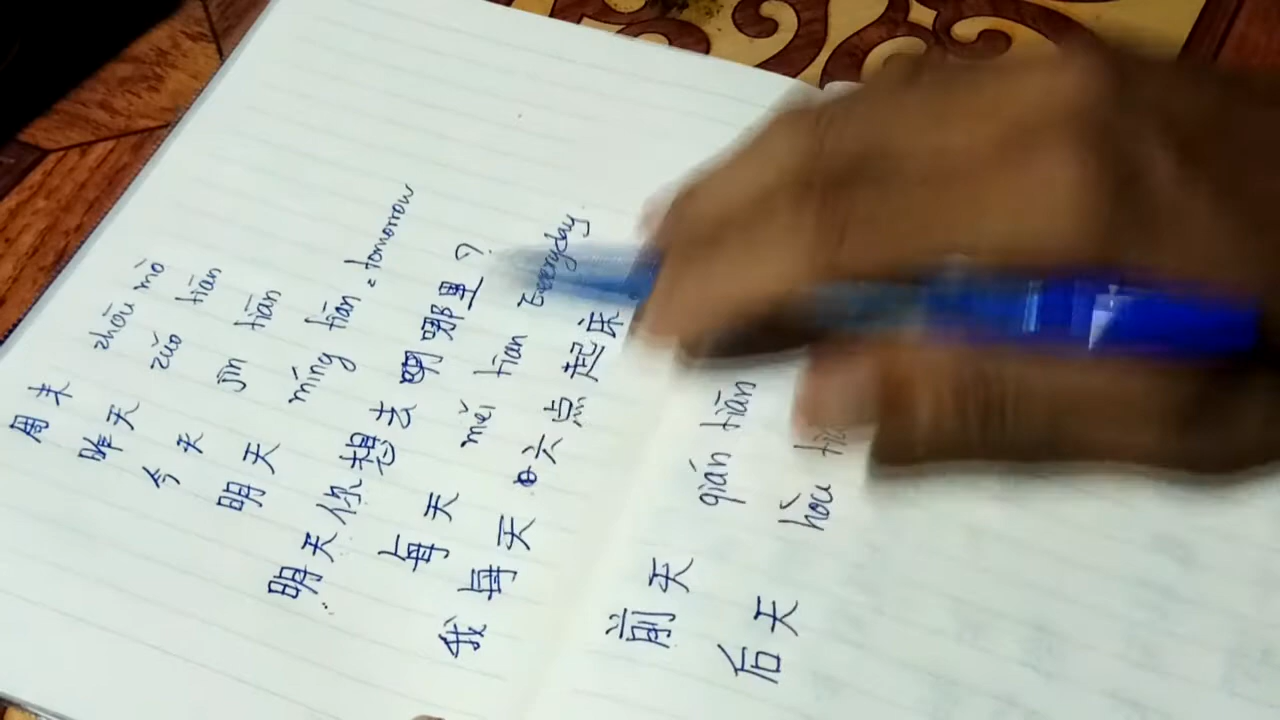 周末 zhōu mò
昨天 zuó tiān
今天 jīn tiān
明天 míng tiān = tomorrow
明天你想去哪里?
每天 měi tian Everyday
我每天六点起床
前天 qián tiān
后天 hòu